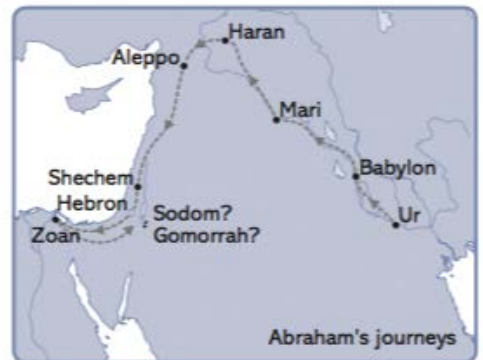 Haran
Aleppo
Mari
Babylon
Shechem
Hebron
Sodom?
Ur
Zoan
Gomorrah?
Abraham's journeys